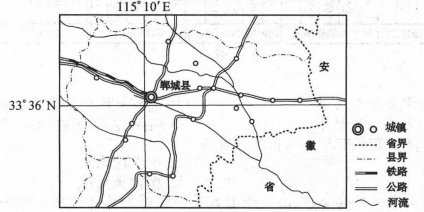 115°10′E
安
郸城县
33°36′N
城镇
徽
省界
县界
铁路
省
公路
河流